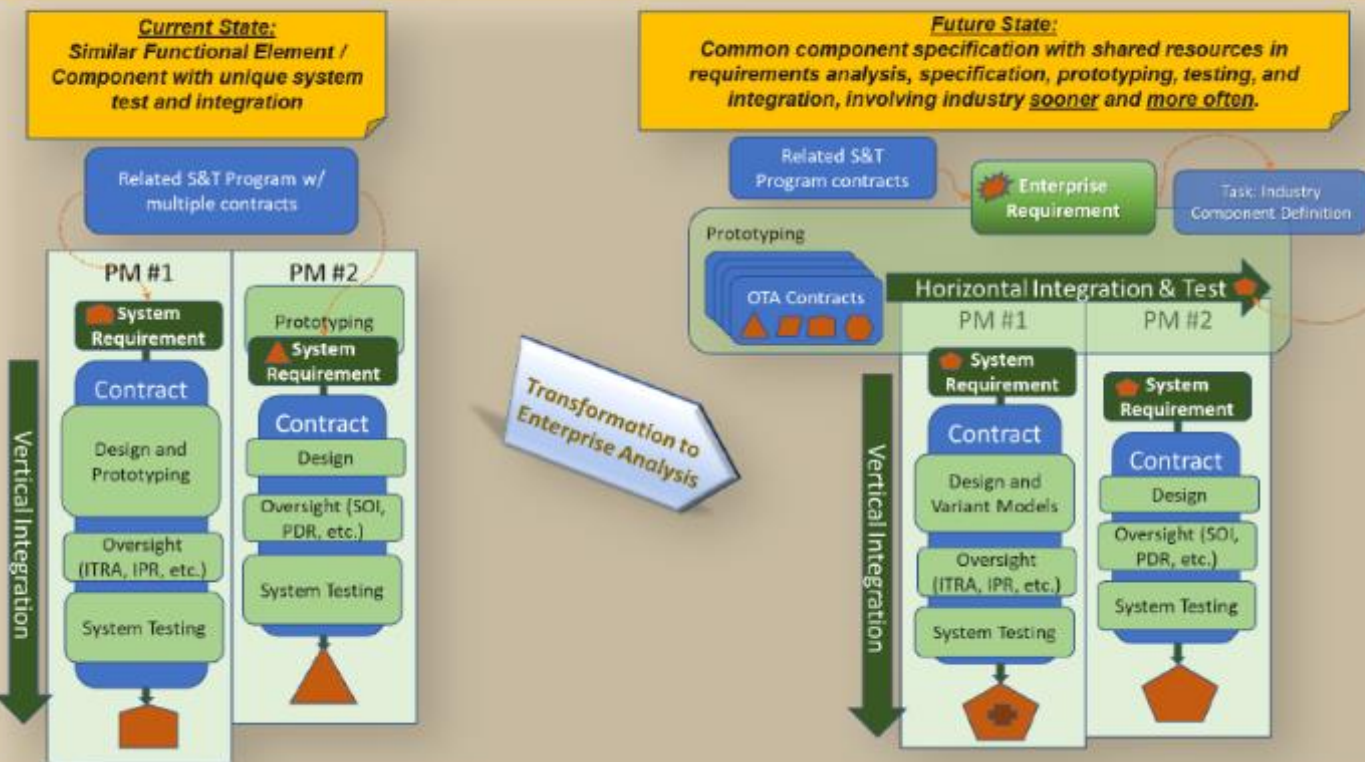 Current State:
Similar Functional Element /
Component with unique system
test and integration
Related S&T Program w/
multiple contracts
PM #1
System
Requirement
Contract
Design and
Prototyping
Oversight
(ITRA, IPR, etc.)
System Testing
PM #2
Prototyping
System
Requirement
Contract
Design
Oversight (SOI,
PDR, etc.)
System Testing
Vertical Integration
Transformation to
Enterprise Analysis
Future State:
Common component specification with shared resources in
requirements analysis, specification, prototyping, testing, and
integration, involving industry sooner and more often.
Related S&T
Program contracts
Enterprise
Requirement
Task: Industry
Component Definition
Prototyping
OTA Contracts
Horizontal Integration & Test
PM #1
System
Requirement
Contract
Design and
Variant Models
Oversight
(ITRA, IPR, etc.)
System Testing
PM #2
System
Requirement
Contract
Design
Oversight (SOI,
PDR, etc.)
System Testing
Vertical Integration